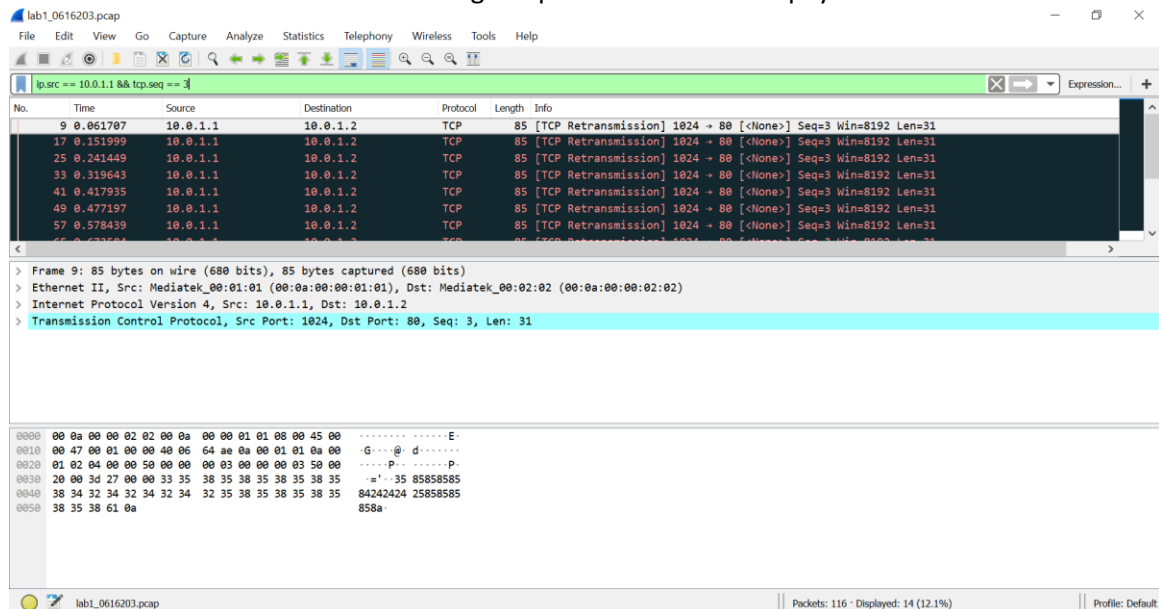 lab1_0616203.pcap
File Edit View Go Capture Analyze Statistics Telephony Wireless Tools Help
ip.src == 10.0.1.1 && tcp.seq == 3
Expression... +
No. Time Source Destination Protocol Length Info
9 0.061707 10.0.1.1 10.0.1.2 TCP 85 [TCP Retransmission] 1024 → 80 [<None>] Seq=3 Win=8192 Len=31
17 0.151999 10.0.1.1 10.0.1.2 TCP 85 [TCP Retransmission] 1024 → 80 [<None>] Seq=3 Win=8192 Len=31
25 0.241449 10.0.1.1 10.0.1.2 TCP 85 [TCP Retransmission] 1024 → 80 [<None>] Seq=3 Win=8192 Len=31
33 0.319643 10.0.1.1 10.0.1.2 TCP 85 [TCP Retransmission] 1024 → 80 [<None>] Seq=3 Win=8192 Len=31
41 0.417935 10.0.1.1 10.0.1.2 TCP 85 [TCP Retransmission] 1024 → 80 [<None>] Seq=3 Win=8192 Len=31
49 0.477197 10.0.1.1 10.0.1.2 TCP 85 [TCP Retransmission] 1024 → 80 [<None>] Seq=3 Win=8192 Len=31
57 0.578439 10.0.1.1 10.0.1.2 TCP 85 [TCP Retransmission] 1024 → 80 [<None>] Seq=3 Win=8192 Len=31
> Frame 9: 85 bytes on wire (680 bits), 85 bytes captured (680 bits)
> Ethernet II, Src: Mediatek_00:01:01 (00:0a:00:00:01:01), Dst: Mediatek_00:02:02 (00:0a:00:00:02:02)
> Internet Protocol Version 4, Src: 10.0.1.1, Dst: 10.0.1.2
> Transmission Control Protocol, Src Port: 1024, Dst Port: 80, Seq: 3, Len: 31
0000 00 0a 00 00 02 02 00 0a 00 00 01 01 08 00 45 00 ········ ······E·
0010 00 47 00 01 00 00 40 06 64 ae 0a 00 01 01 0a 00 ·G····@· d·······
0020 01 02 04 00 00 50 00 00 00 03 00 00 00 03 50 00 ·····P·· ······P·
0030 20 00 3d 27 00 00 33 35 38 35 38 35 38 35 38 35 ·='··35 85858585
0040 38 34 32 34 32 34 32 34 32 35 38 35 38 35 38 35 84242424 25858585
0050 38 35 38 61 0a 858a·
lab1_0616203.pcap
Packets: 116 · Displayed: 14 (12.1%)
Profile: Default